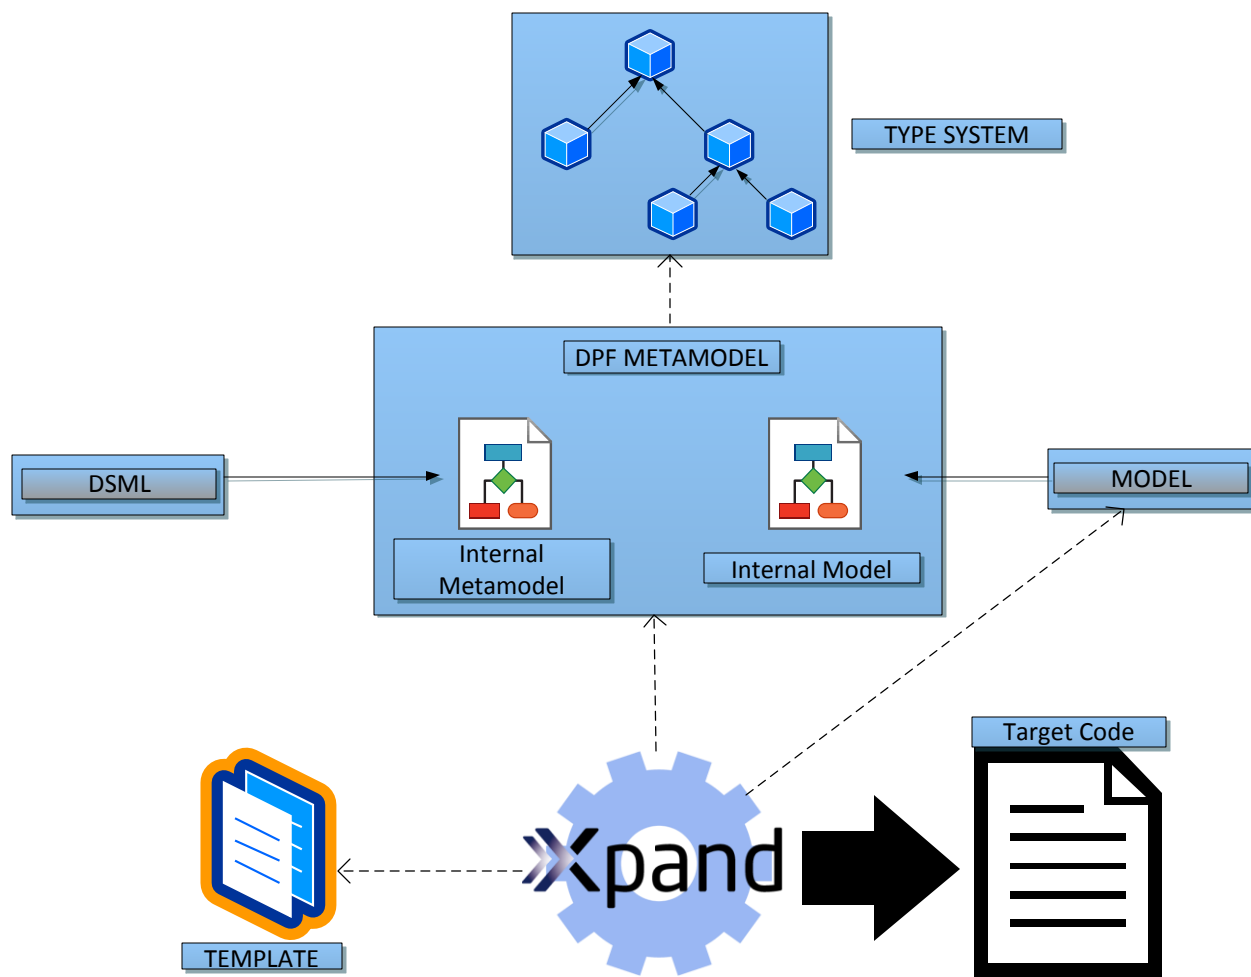 TYPE SYSTEM
DPF METAMODEL
DSML
MODEL
Internal
Metamodel
Internal Model
Target Code
Xpand
TEMPLATE